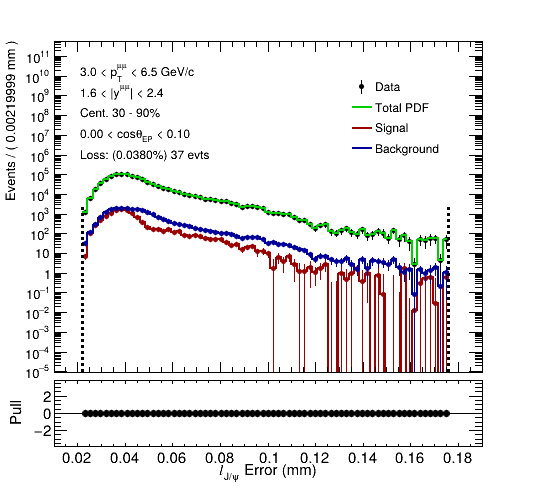 Events / ( 0.00219999 mm )
10^11
10^10
10^9
10^8
10^7
10^6
10^5
10^4
10^3
10^2
10
1
10^-1
10^-2
10^-3
10^-4
10^-5
3.0 < p_T^μμ < 6.5 GeV/c
1.6 < |y^μμ| < 2.4
Cent. 30 - 90%
0.00 < cosθ_EP < 0.10
Loss: (0.0380%) 37 evts
Data
Total PDF
Signal
Background
Pull
2
0
−2
0.02 0.04 0.06 0.08 0.1 0.12 0.14 0.16 0.18
l_J/ψ Error (mm)